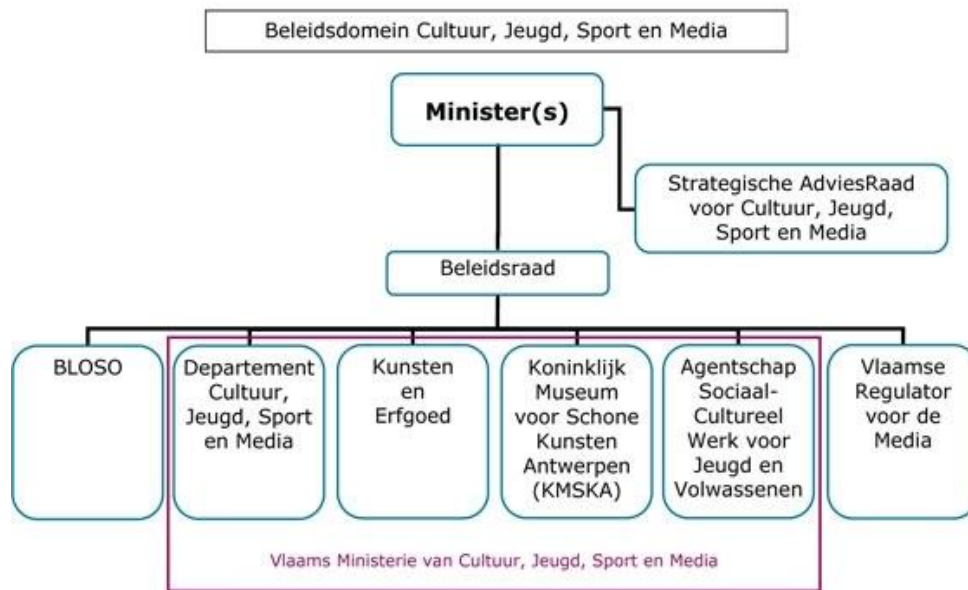 Beleidsdomein Cultuur, Jeugd, Sport en Media
Minister(s)
Strategische AdviesRaad
voor Cultuur, Jeugd,
Sport en Media
Beleidsraad
BLOSO
Departement
Cultuur,
Jeugd, Sport
en Media
Kunsten
en
Erfgoed
Koninklijk
Museum
voor Schone
Kunsten
Antwerpen
(KMSKA)
Agentschap
Sociaal-
Cultureel
Werk voor
Jeugd en
Volwassenen
Vlaamse
Regulator
voor de
Media
Vlaams Ministerie van Cultuur, Jeugd, Sport en Media